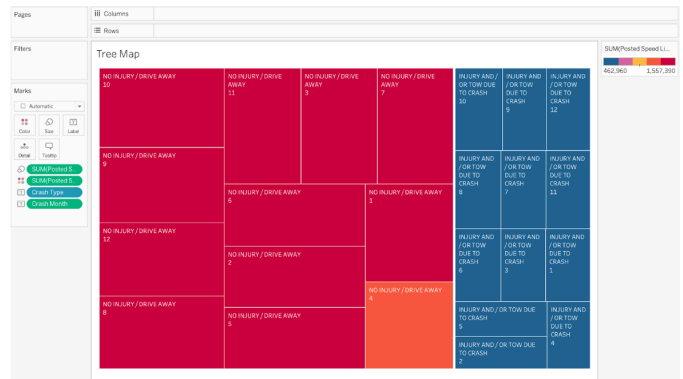 Pages
Columns
Rows
Filters
Tree Map
SUM(Posted Speed Li...
462,960 1,557,390
Marks
Automatic
Color
Size
Label
Detail
Tooltip
SUM(Posted S..
SUM(Posted S..
Crash Type
Crash Month
NO INJURY / DRIVE AWAY
10
NO INJURY / DRIVE AWAY
9
NO INJURY / DRIVE AWAY
12
NO INJURY / DRIVE AWAY
8
NO INJURY / DRIVE
AWAY
11
NO INJURY / DRIVE
AWAY
3
NO INJURY / DRIVE
AWAY
7
NO INJURY / DRIVE AWAY
6
NO INJURY / DRIVE AWAY
2
NO INJURY / DRIVE AWAY
5
NO INJURY / DRIVE AWAY
1
NO INJURY / DRIVE AWAY
4
INJURY AND /
OR TOW DUE
TO CRASH
10
INJURY AND
/ OR TOW
DUE TO
CRASH
9
INJURY AND
/ OR TOW
DUE TO
CRASH
12
INJURY AND
/ OR TOW
DUE TO
CRASH
8
INJURY AND
/ OR TOW
DUE TO
CRASH
7
INJURY AND
/ OR TOW
DUE TO
CRASH
11
INJURY AND
/ OR TOW
DUE TO
CRASH
6
INJURY AND
/ OR TOW
DUE TO
CRASH
3
INJURY AND
/ OR TOW
DUE TO
CRASH
1
INJURY AND / OR TOW DUE
TO CRASH
5
INJURY AND / OR TOW DUE
TO CRASH
2
INJURY AND
/ OR TOW
DUE TO
CRASH
4